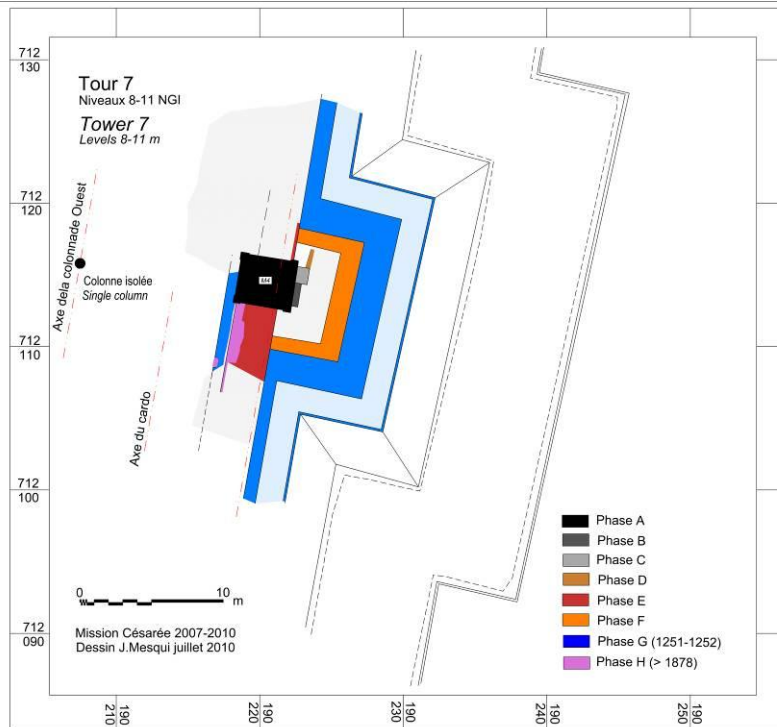 712
130
Tour 7
Niveaux 8-11 NGI
Tower 7
Levels 8-11 m
712
120
Axe dela colonnade Ouest
Colonne isolée
Single column
712
110
Axe du cardo
712
100
Phase A
Phase B
Phase C
Phase D
Phase E
Phase F
Phase G (1251-1252)
Phase H (> 1878)
0 10 m
Mission Césarée 2007-2010
Dessin J.Mesqui juillet 2010
712
090
190
210
190
220
190
230
190
240
190
250